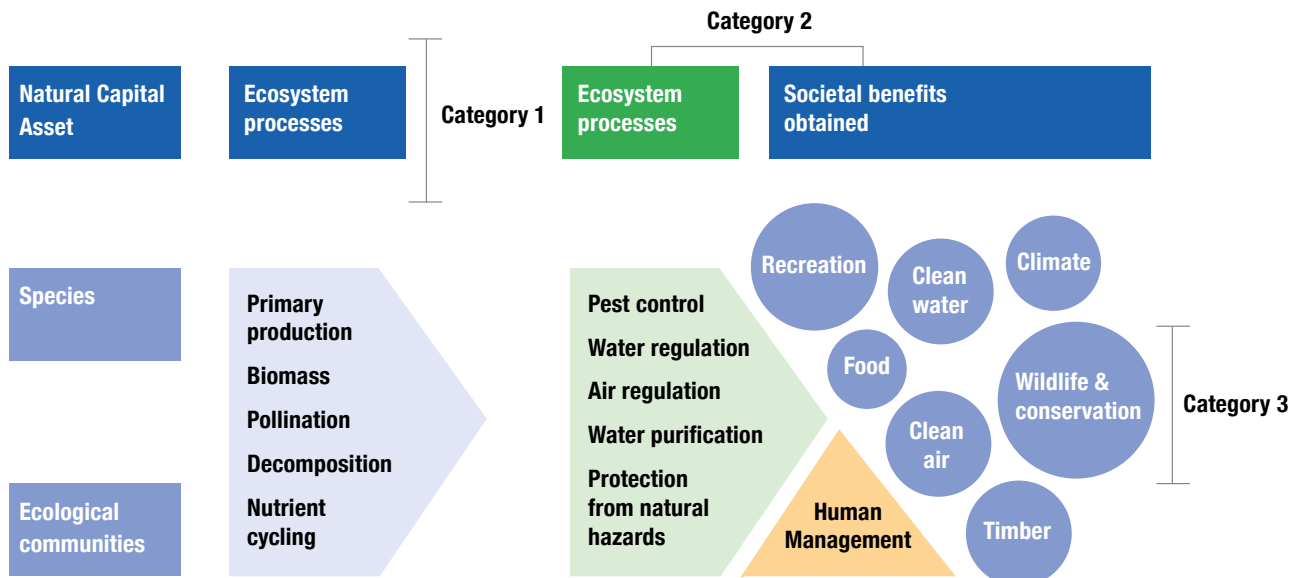 Category 2
Natural Capital
Asset
Ecosystem
processes
Category 1
Ecosystem
processes
Societal benefits
obtained
Species
Ecological
communities
Primary
production
Biomass
Pollination
Decomposition
Nutrient
cycling
Pest control
Water regulation
Air regulation
Water purification
Protection
from natural
hazards
Human
Management
Recreation
Clean
water
Climate
Food
Wildlife &
conservation
Clean
air
Timber
Category 3